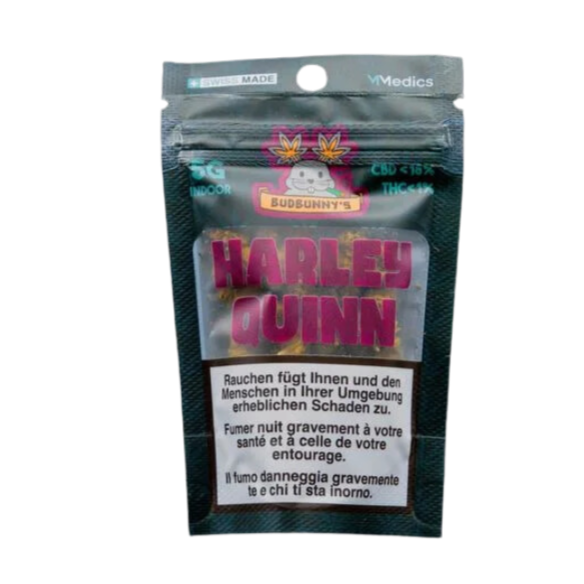 SWISS MADE
MMedics
5G
INDOOR
CBD <16%
THC<1%
BUDBUNNY'S
HARLEY
QUINN
Rauchen fügt Ihnen und den
Menschen in Ihrer Umgebung
erheblichen Schaden zu.
Fumer nuit gravement à votre
santé et à celle de votre
entourage.
Il fumo danneggia gravemente
te e chi ti sta inorno.